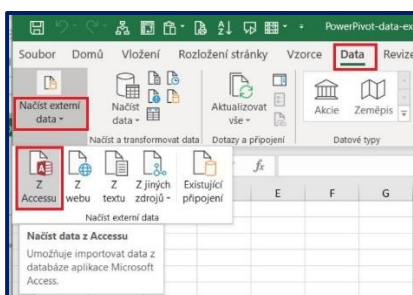 PowerPivot-data-ex
Soubor Domů Vložení Rozložení stránky Vzorce Data Revize
Načíst externí data
Načíst data
Aktualizovat vše
Akcie
Zeměpis
Načíst a transformovat data
Dotazy a připojení
Datové typy
Z Accessu
Z webu
Z textu
Z jiných zdrojů
Existující připojení
Načíst externí data
fx
E F G
Načíst data z Accessu
Umožňuje importovat data z
databáze aplikace Microsoft
Access.